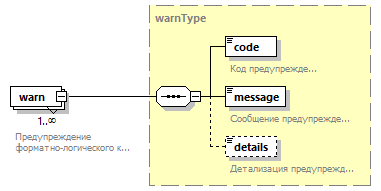 warnType
code
Код предупрежде...
warn
1..∞
Предупреждение
форматно-логического к...
message
Сообщение предупрежде...
details
Детализация предупрежд...